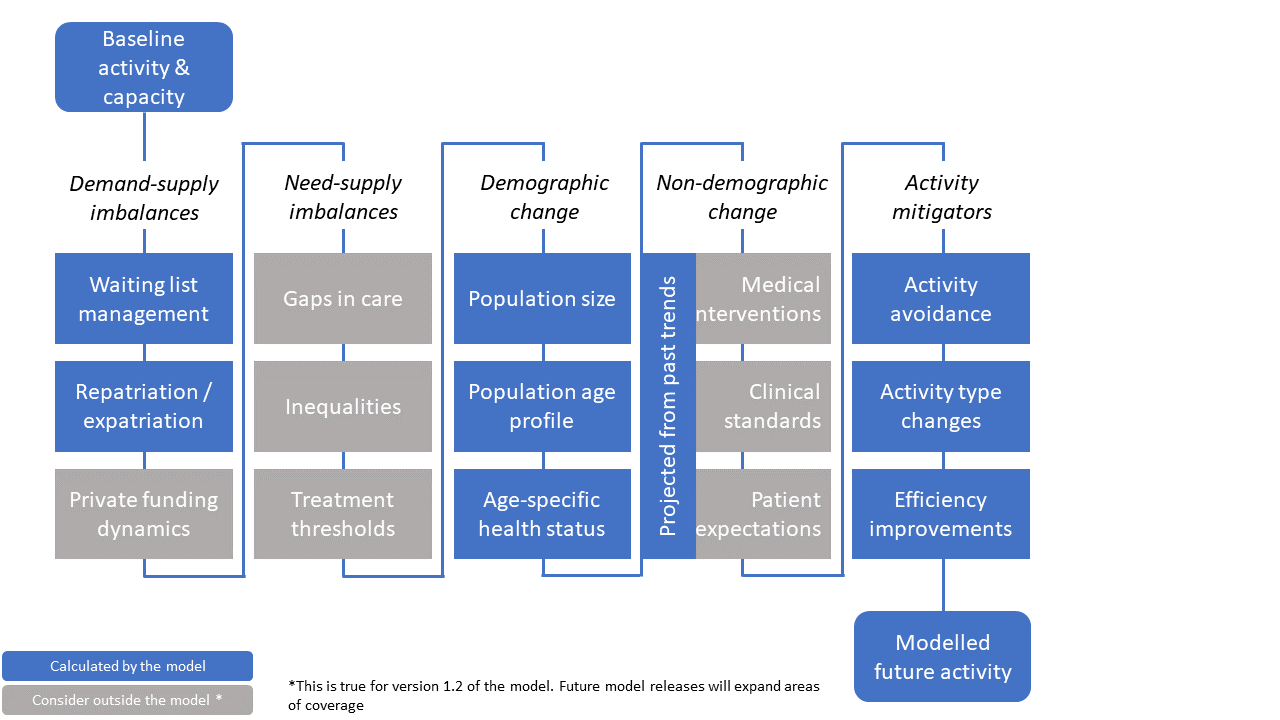 Baseline
activity &
capacity
Demand-supply
imbalances
Waiting list
management
Repatriation /
expatriation
Private funding
dynamics
Need-supply
imbalances
Gaps in care
Inequalities
Treatment
thresholds
Demographic
change
Population size
Population age
profile
Age-specific
health status
Non-demographic
change
Projected from past trends
Medical
nterventions
Clinical
standards
Patient
expectations
Activity
mitigators
Activity
avoidance
Activity type
changes
Efficiency
improvements
Modelled
future activity
Calculated by the model
Consider outside the model *
*This is true for version 1.2 of the model. Future model releases will expand areas
of coverage